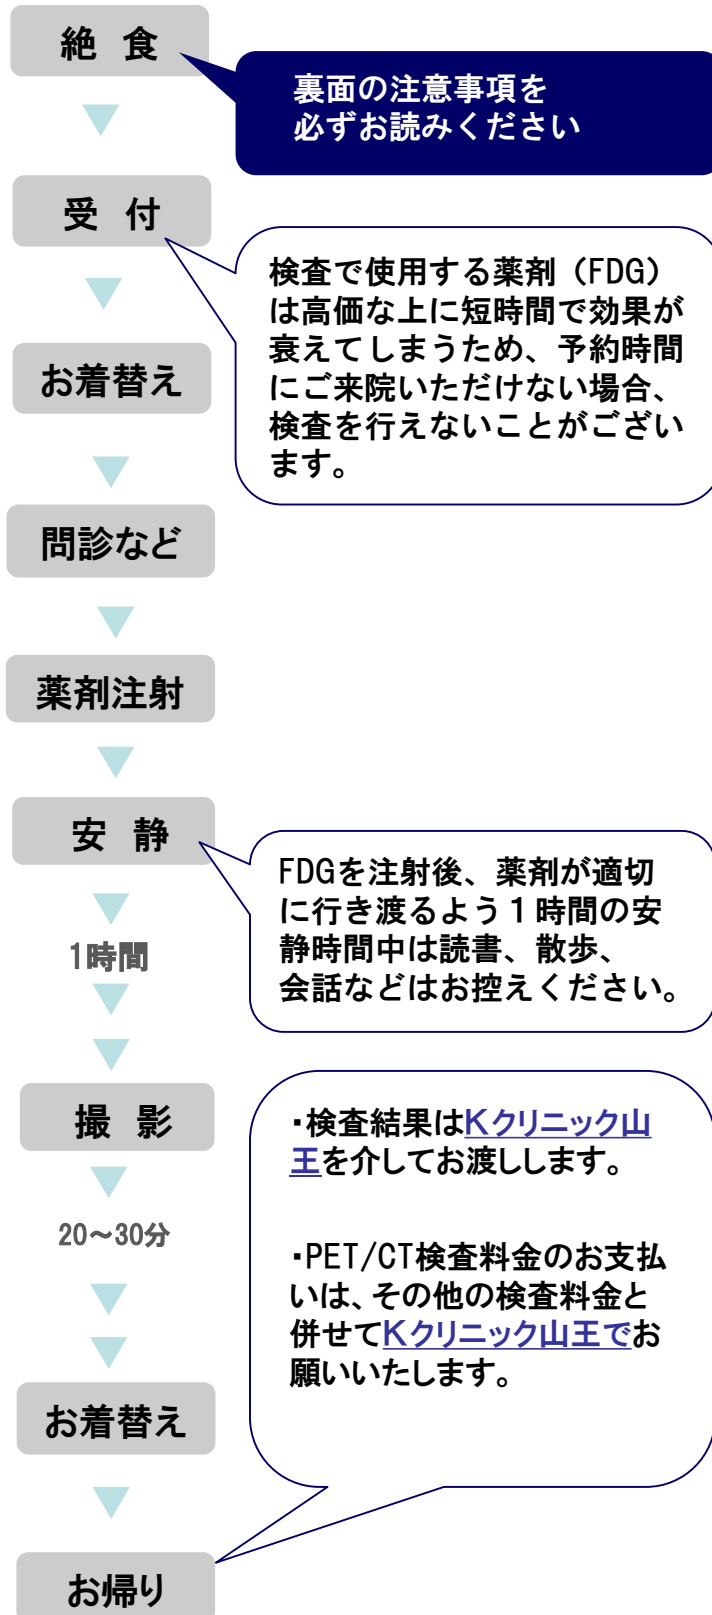 絶 食
裏面の注意事項を
必ずお読みください
受 付
検査で使用する薬剤（FDG）
は高価な上に短時間で効果が
衰えてしまうため、予約時間
にご来院いただけない場合、
検査を行えないことがござい
ます。
お着替え
問診など
薬剤注射
安 静
FDGを注射後、薬剤が適切
に行き渡るよう１時間の安
静時間中は読書、散歩、
会話などはお控えください。
1時間
撮 影
・検査結果はKクリニック山
王を介してお渡しします。
・PET/CT検査料金のお支払
いは、その他の検査料金と
併せてKクリニック山王でお
願いいたします。
20～30分
お着替え
お帰り